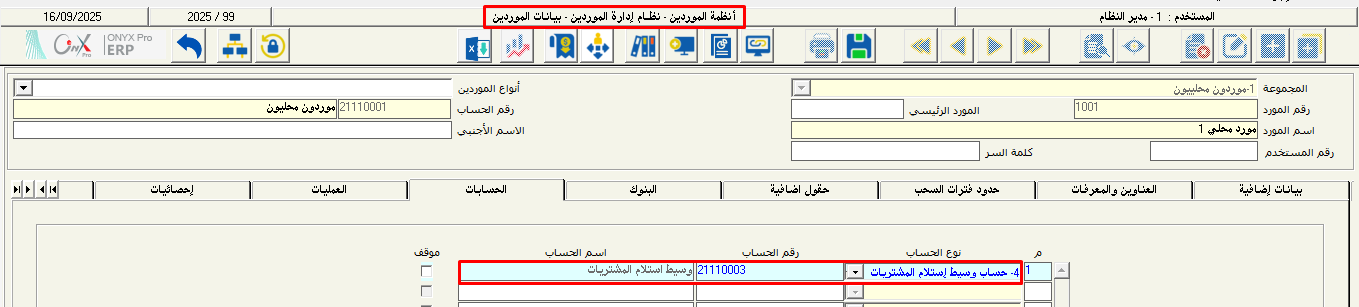 المستخدم : 1 - مدير النظام أنظمة الموردين - نظام إدارة الموردين - بيانات الموردين 2025 / 99 16/09/2025
OnyX Pro ONYX Pro ERP
المجموعة 1-موردون محلييون أنواع الموردين
رقم المورد 1001 المورد الرئيسي رقم الحساب 21110001 موردون محليون
اسم المورد مورد محلي 1 الاسم الأجنبي
رقم المستخدم كلمة السر
بيانات إضافية العناوين والمعرفات حدود فترات السحب حقول اضافية البنوك الحسابات العمليات إحصائيات
م نوع الحساب رقم الحساب اسم الحساب موقف
1 4- حساب وسيط إستلام المشتريات 21110003 وسيط استلام المشتريات